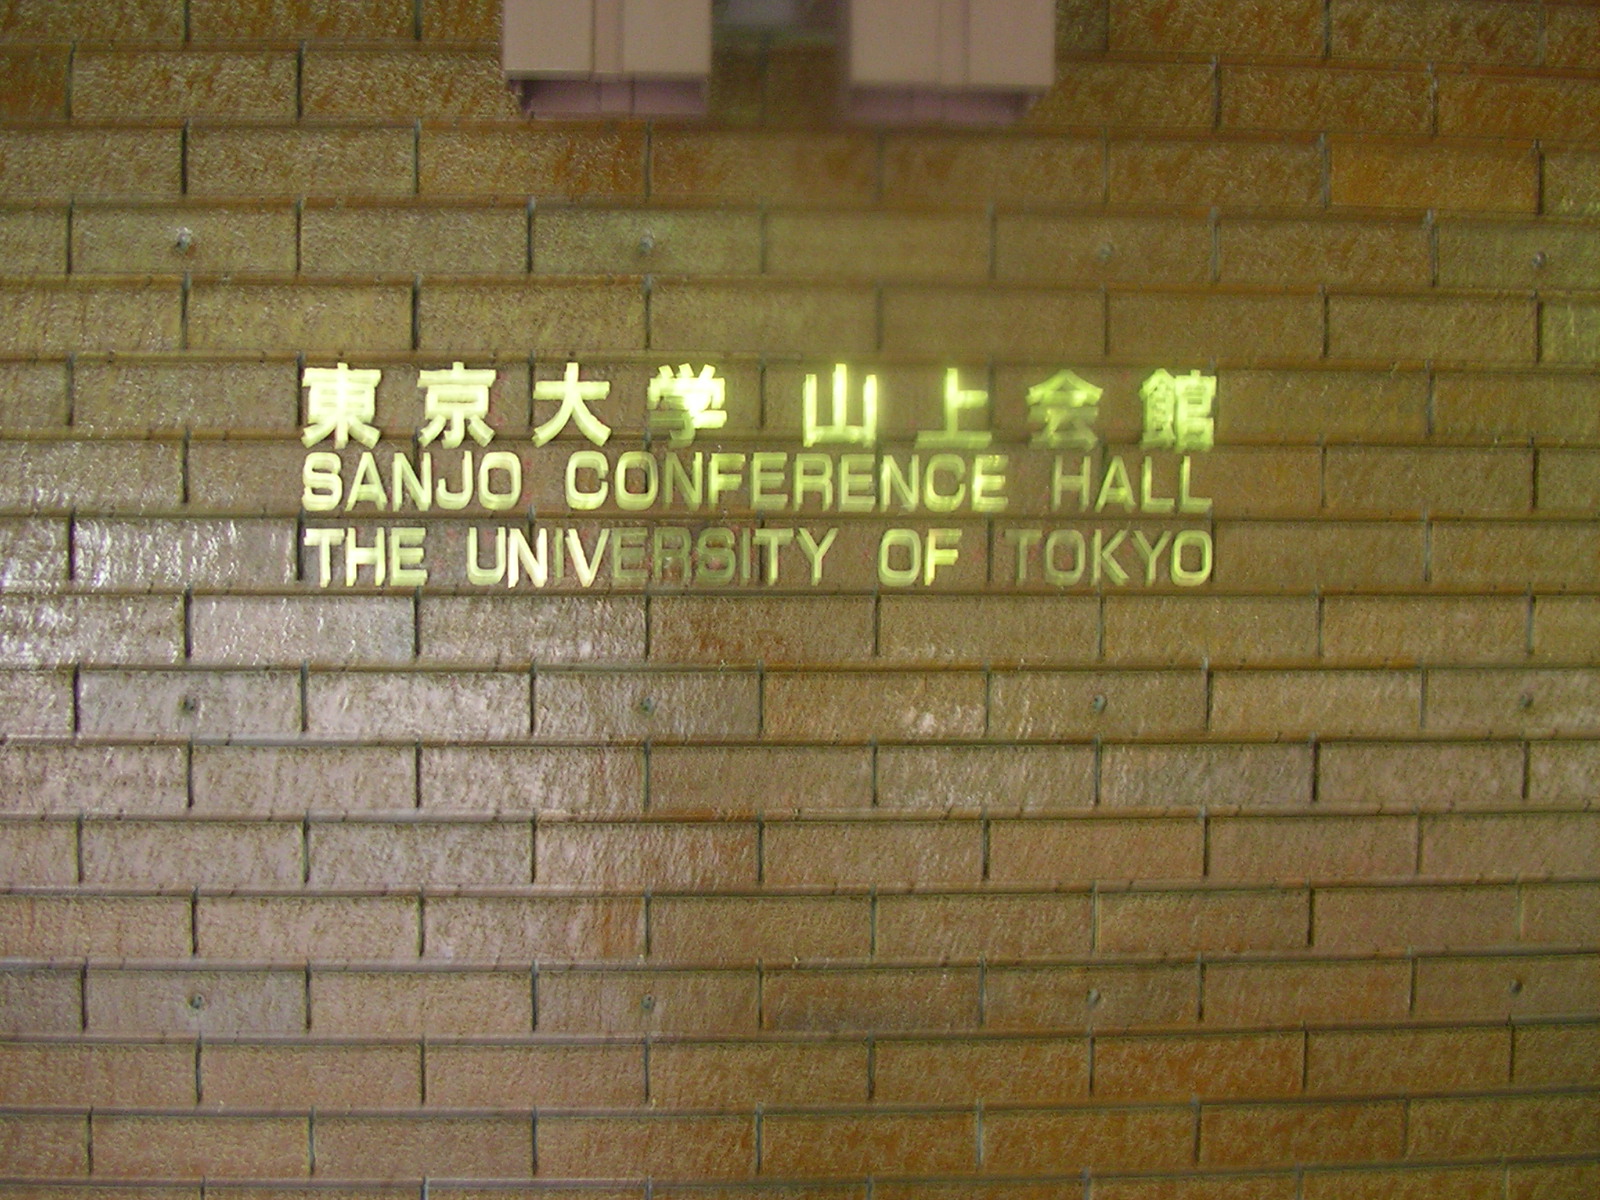 東京大学 山上会館
SANJO CONFERENCE HALL
THE UNIVERSITY OF TOKYO